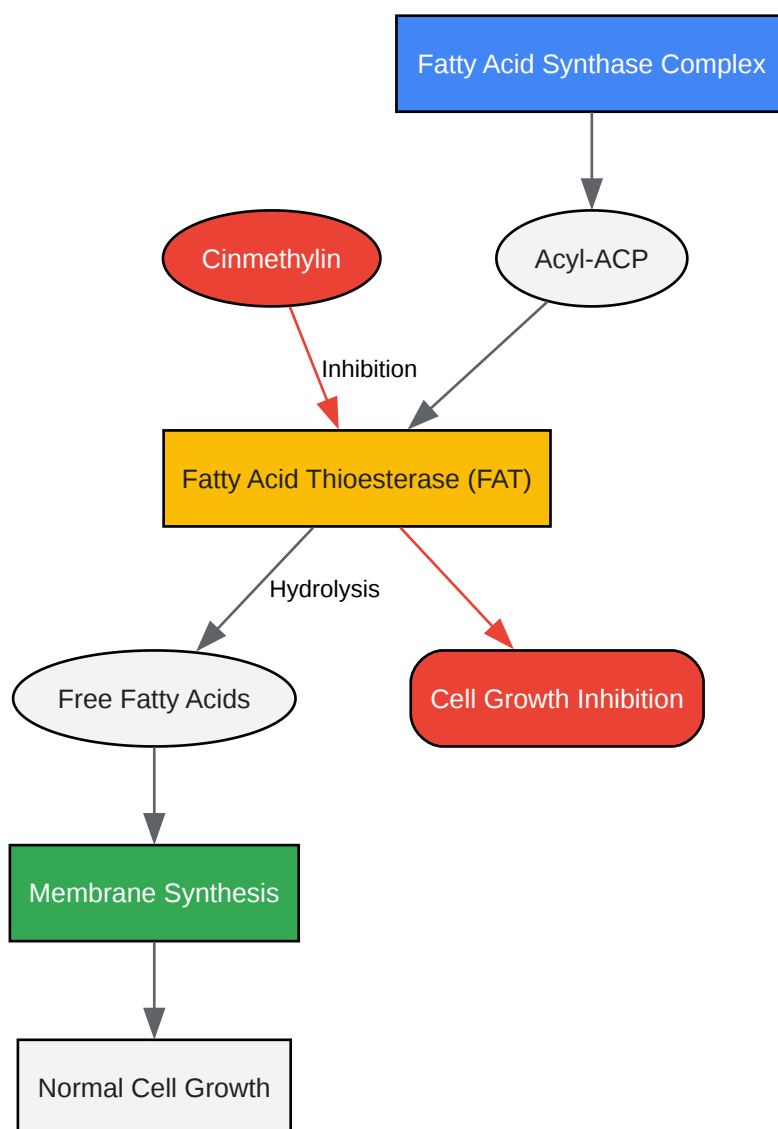 Fatty Acid Synthase Complex
Cinmethylin
Acyl-ACP
Inhibition
Fatty Acid Thioesterase (FAT)
Hydrolysis
Free Fatty Acids
Cell Growth Inhibition
Membrane Synthesis
Normal Cell Growth